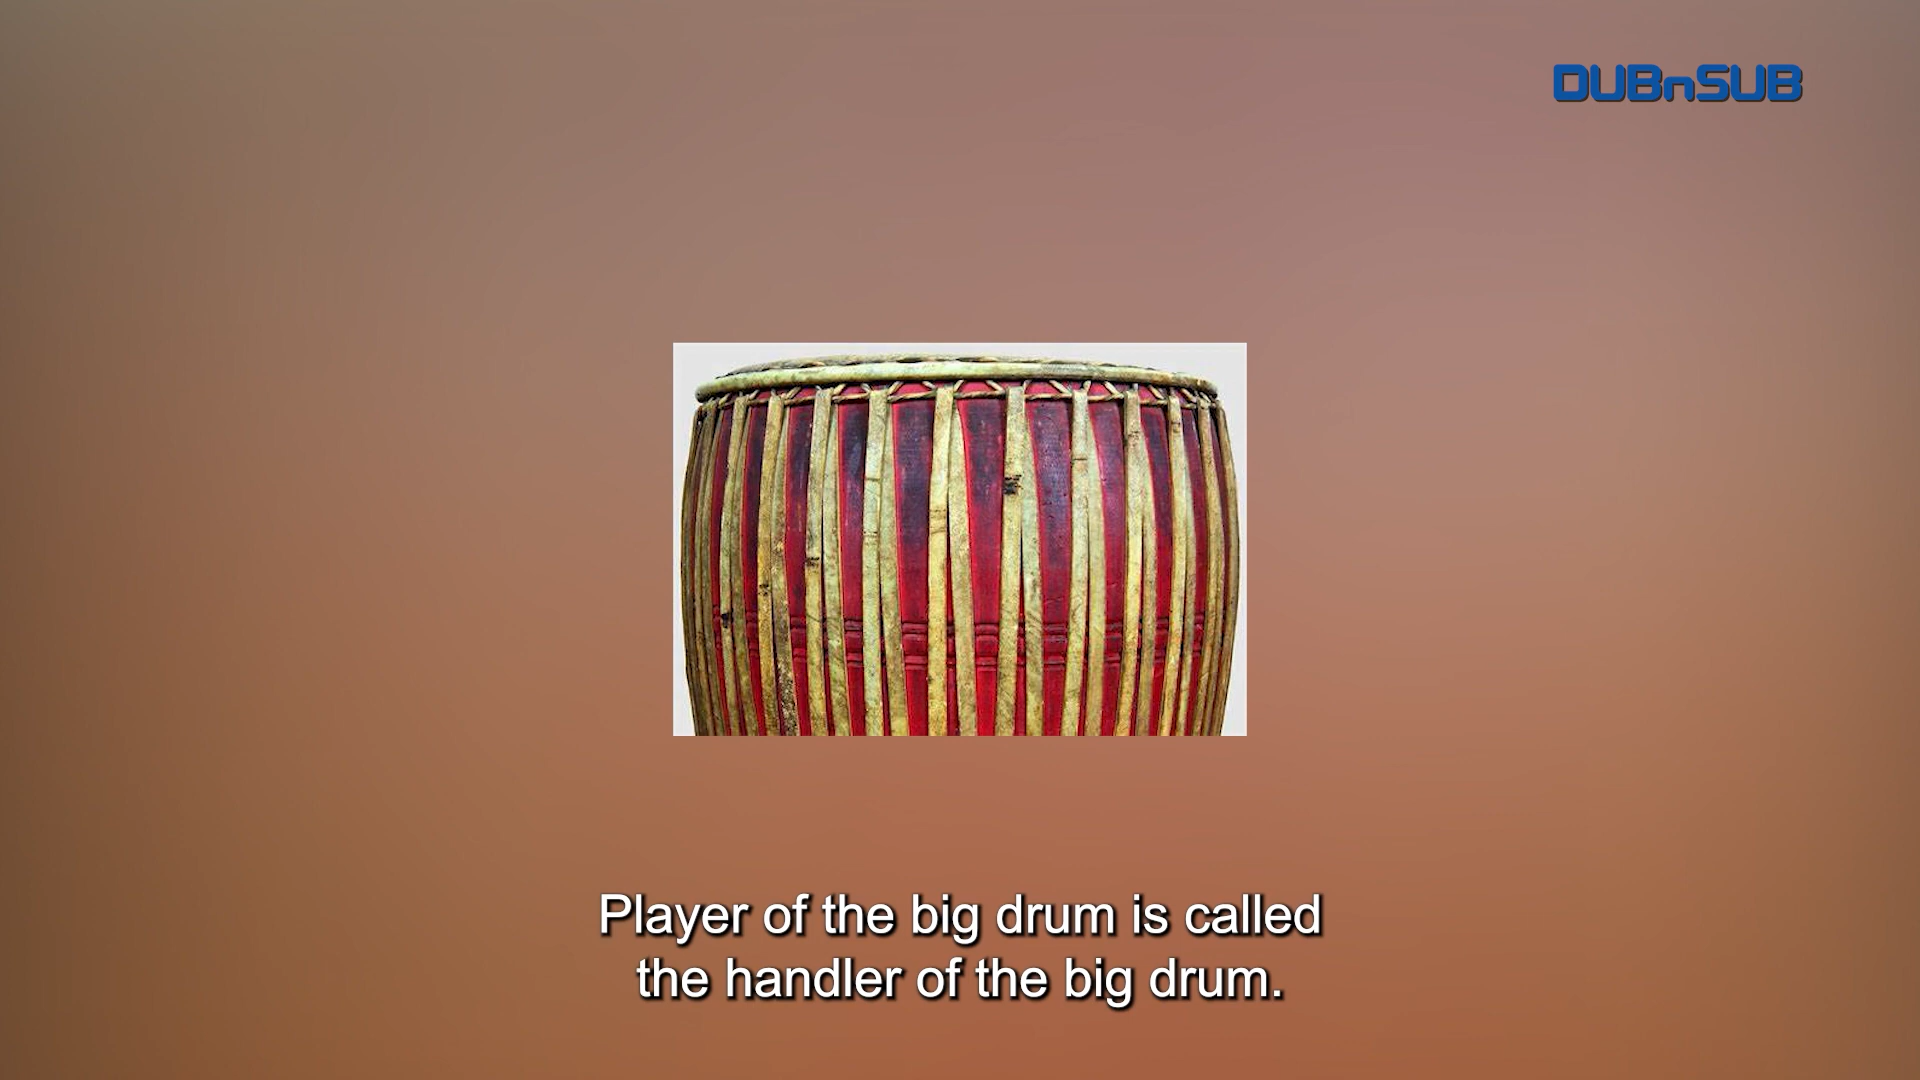 DUBnSUB
Player of the big drum is called
the handler of the big drum.